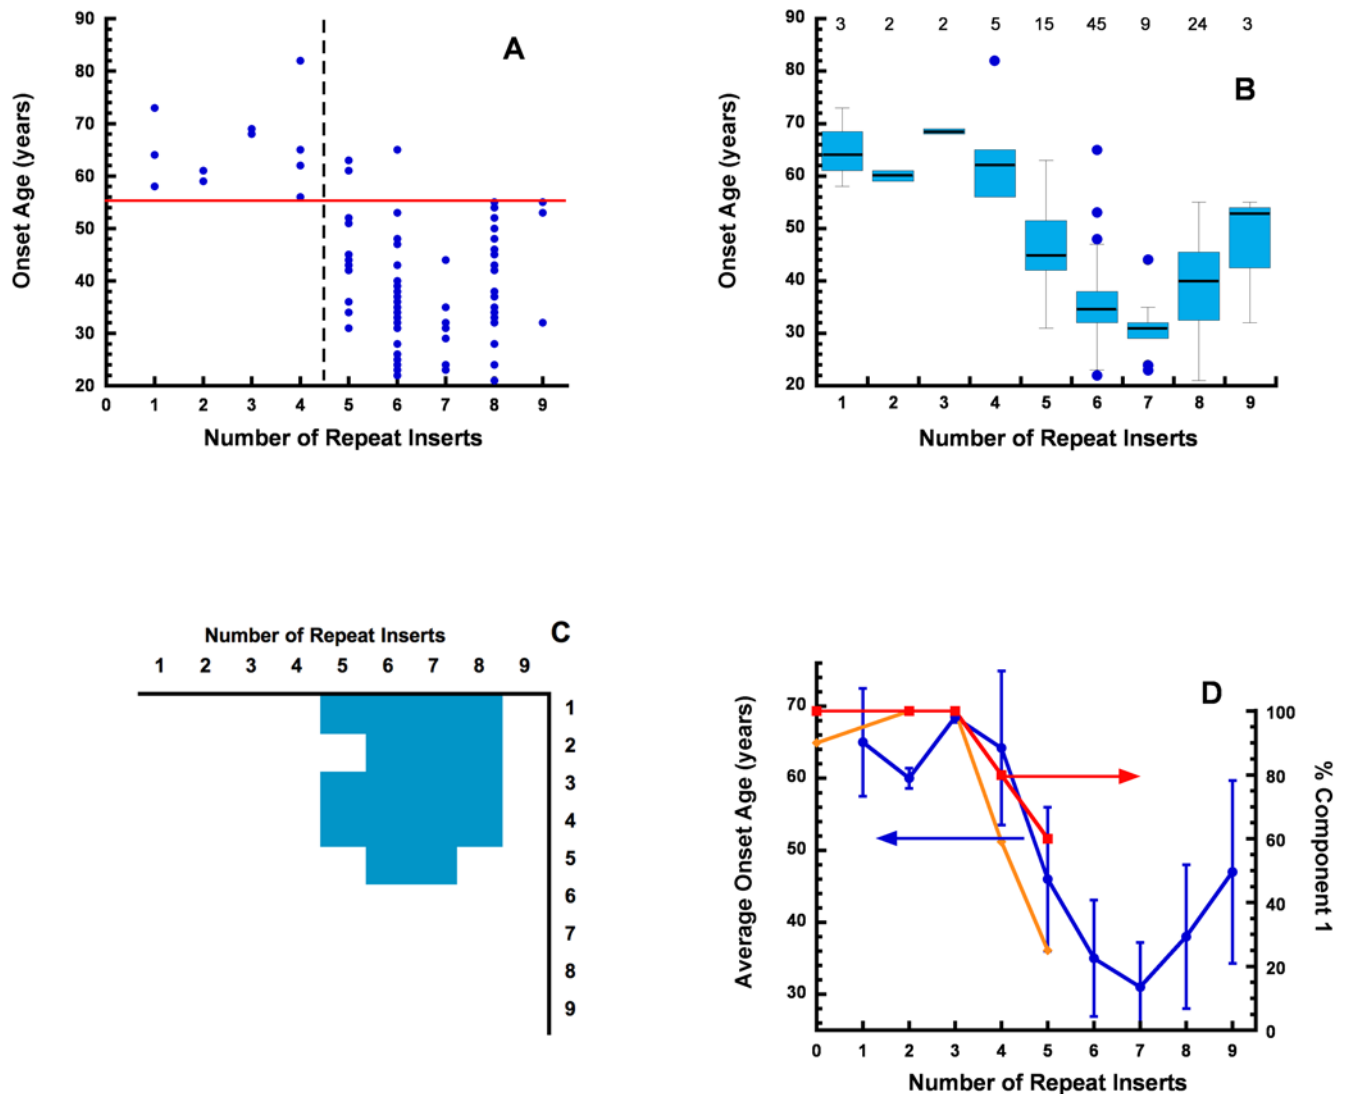 A
Onset Age (years)
90
80
70
60
50
40
30
20
0 1 2 3 4 5 6 7 8 9
Number of Repeat Inserts
B
3 2 2 5 15 45 9 24 3
Onset Age (years)
90
80
70
60
50
40
30
20
1 2 3 4 5 6 7 8 9
Number of Repeat Inserts
Number of Repeat Inserts
C
1 2 3 4 5 6 7 8 9
1
2
3
4
5
6
7
8
9
D
Average Onset Age (years)
70
60
50
40
30
100
80
60
40
20
0
% Component 1
0 1 2 3 4 5 6 7 8 9
Number of Repeat Inserts